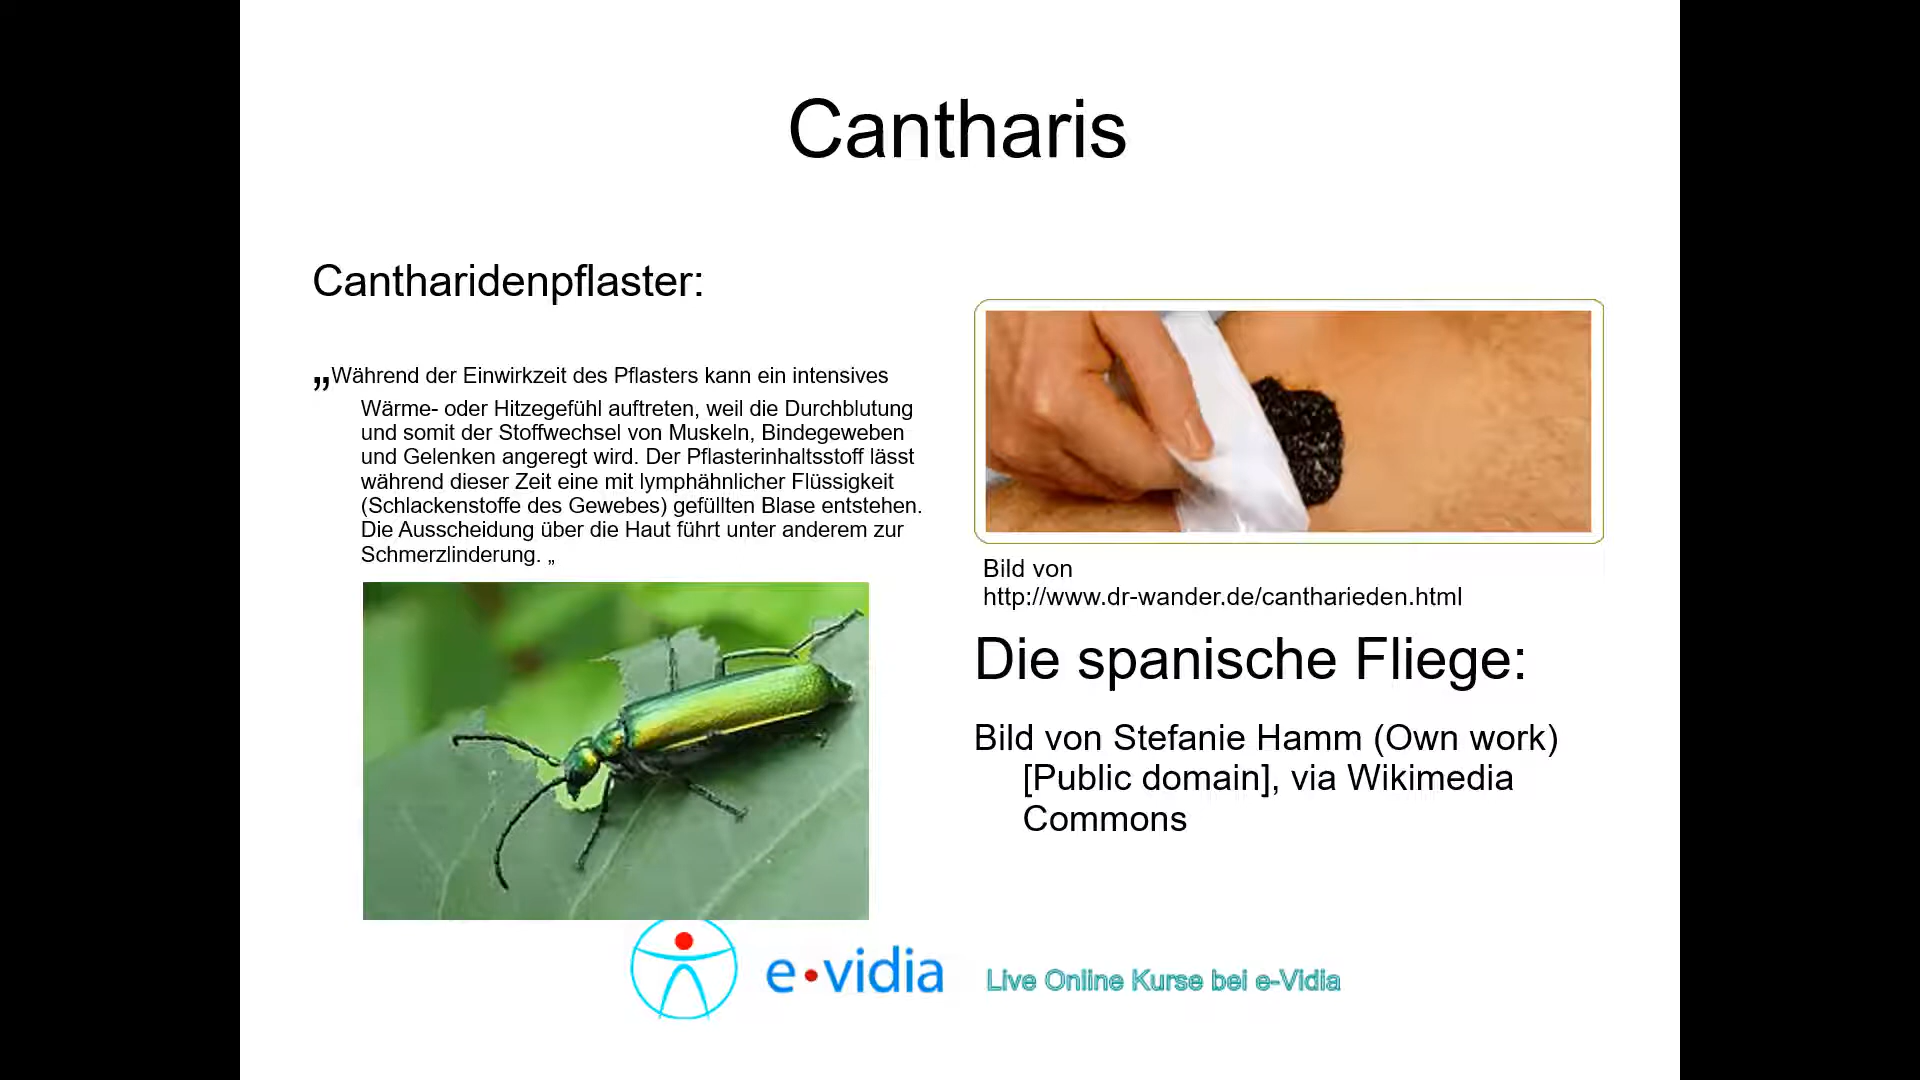 Cantharis
Cantharidenpflaster:
„Während der Einwirkzeit des Pflasters kann ein intensives
Wärme- oder Hitzegefühl auftreten, weil die Durchblutung
und somit der Stoffwechsel von Muskeln, Bindegeweben
und Gelenken angeregt wird. Der Pflasterinhaltsstoff lässt
während dieser Zeit eine mit lymphähnlicher Flüssigkeit
(Schlackenstoffe des Gewebes) gefüllten Blase entstehen.
Die Ausscheidung über die Haut führt unter anderem zur
Schmerzlinderung. „
Bild von
http://www.dr-wander.de/cantharieden.html
Die spanische Fliege:
Bild von Stefanie Hamm (Own work)
[Public domain], via Wikimedia
Commons
e•vidia
Live Online Kurse bei e-Vidia